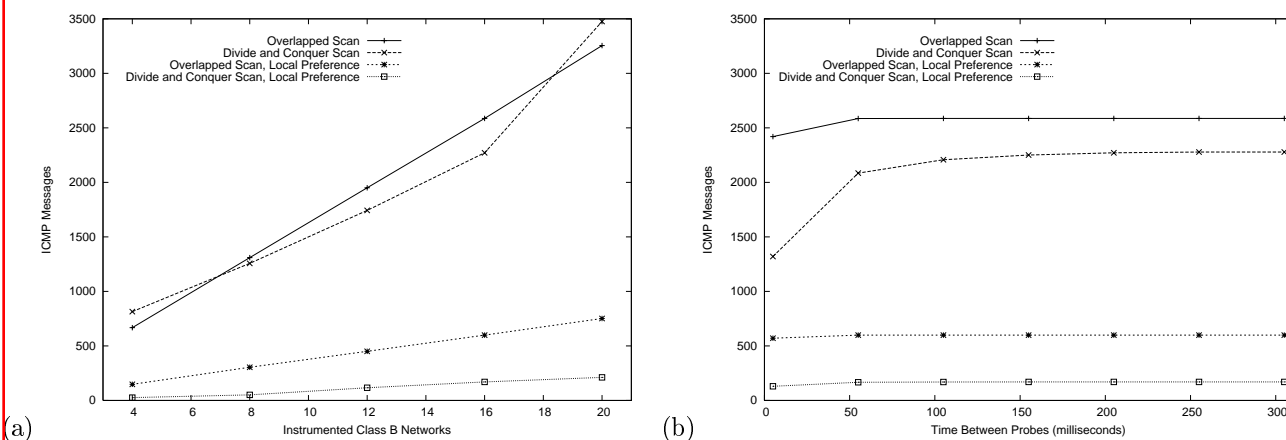 3500
3000
2500
2000
1500
1000
500
0
ICMP Messages
Overlapped Scan
Divide and Conquer Scan
Overlapped Scan, Local Preference
Divide and Conquer Scan, Local Preference
4 6 8 10 12 14 16 18 20
Instrumented Class B Networks
(a)
3500
3000
2500
2000
1500
1000
500
0
ICMP Messages
Overlapped Scan
Divide and Conquer Scan
Overlapped Scan, Local Preference
Divide and Conquer Scan, Local Preference
0 50 100 150 200 250 300
Time Between Probes (milliseconds)
(b)